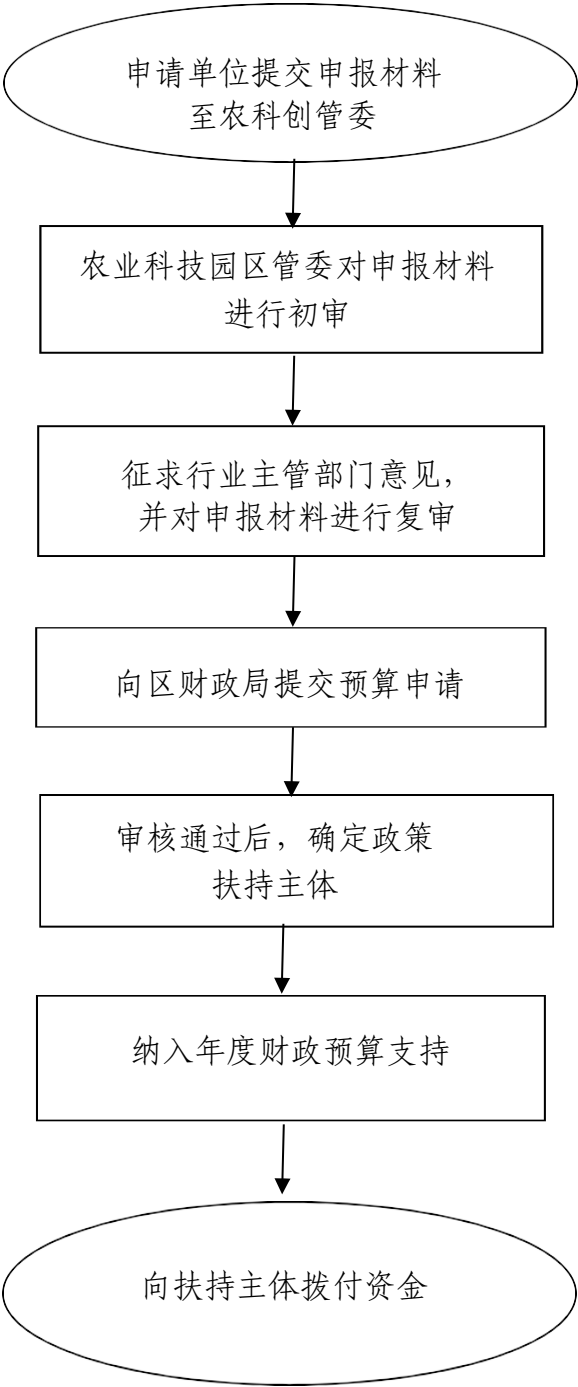 申请单位提交申报材料
至农科创管委
农业科技园区管委对申报材料
进行初审
征求行业主管部门意见，
并对申报材料进行复审
向区财政局提交预算申请
审核通过后，确定政策
扶持主体
纳入年度财政预算支持
向扶持主体拨付资金